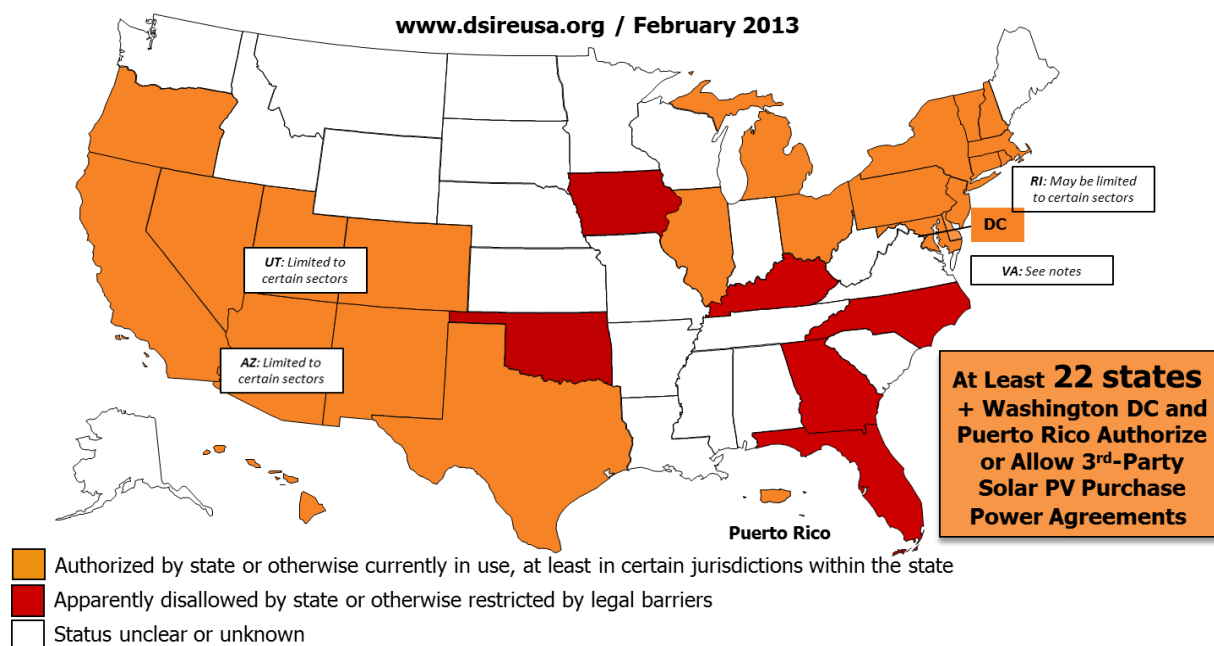 www.dsireusa.org / February 2013
RI: May be limited
to certain sectors
DC
UT: Limited to
certain sectors
VA: See notes
AZ: Limited to
certain sectors
At Least 22 states
+ Washington DC and
Puerto Rico Authorize
or Allow 3rd-Party
Solar PV Purchase
Power Agreements
Puerto Rico
Authorized by state or otherwise currently in use, at least in certain jurisdictions within the state
Apparently disallowed by state or otherwise restricted by legal barriers
Status unclear or unknown